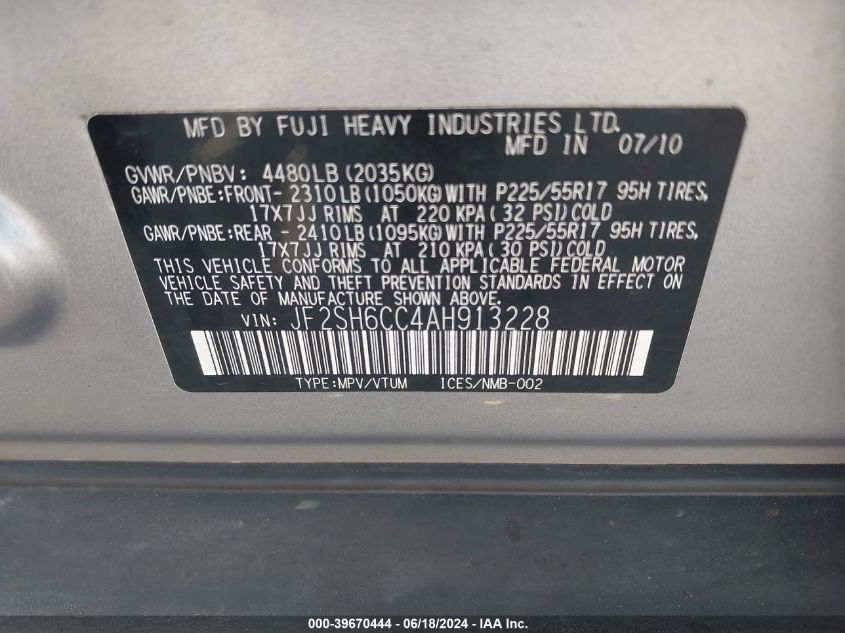 MFD BY FUJI HEAVY INDUSTRIES LTD.
MFD IN 07/10
GVWR/PNBV: 4480LB (2035KG)
GAWR/PNBE:FRONT- 2310LB(1050KG)WITH P225/55R17 95H TIRES,
17X7JJ RIMS AT 220 KPA( 32 PSI)COLD
GAWR/PNBE:REAR - 2410LB(1095KG)WITH P225/55R17 95H TIRES,
17X7JJ RIMS AT 210 KPA( 30 PSI)COLD
THIS VEHICLE CONFORMS TO ALL APPLICABLE FEDERAL MOTOR
VEHICLE SAFETY AND THEFT PREVENTION STANDARDS IN EFFECT ON
THE DATE OF MANUFACTURE SHOWN ABOVE.
VIN: JF2SH6CC4AH913228
TYPE:MPV/VTUM ICES/NMB-002
000-39670444 - 06/18/2024 - IAA Inc.